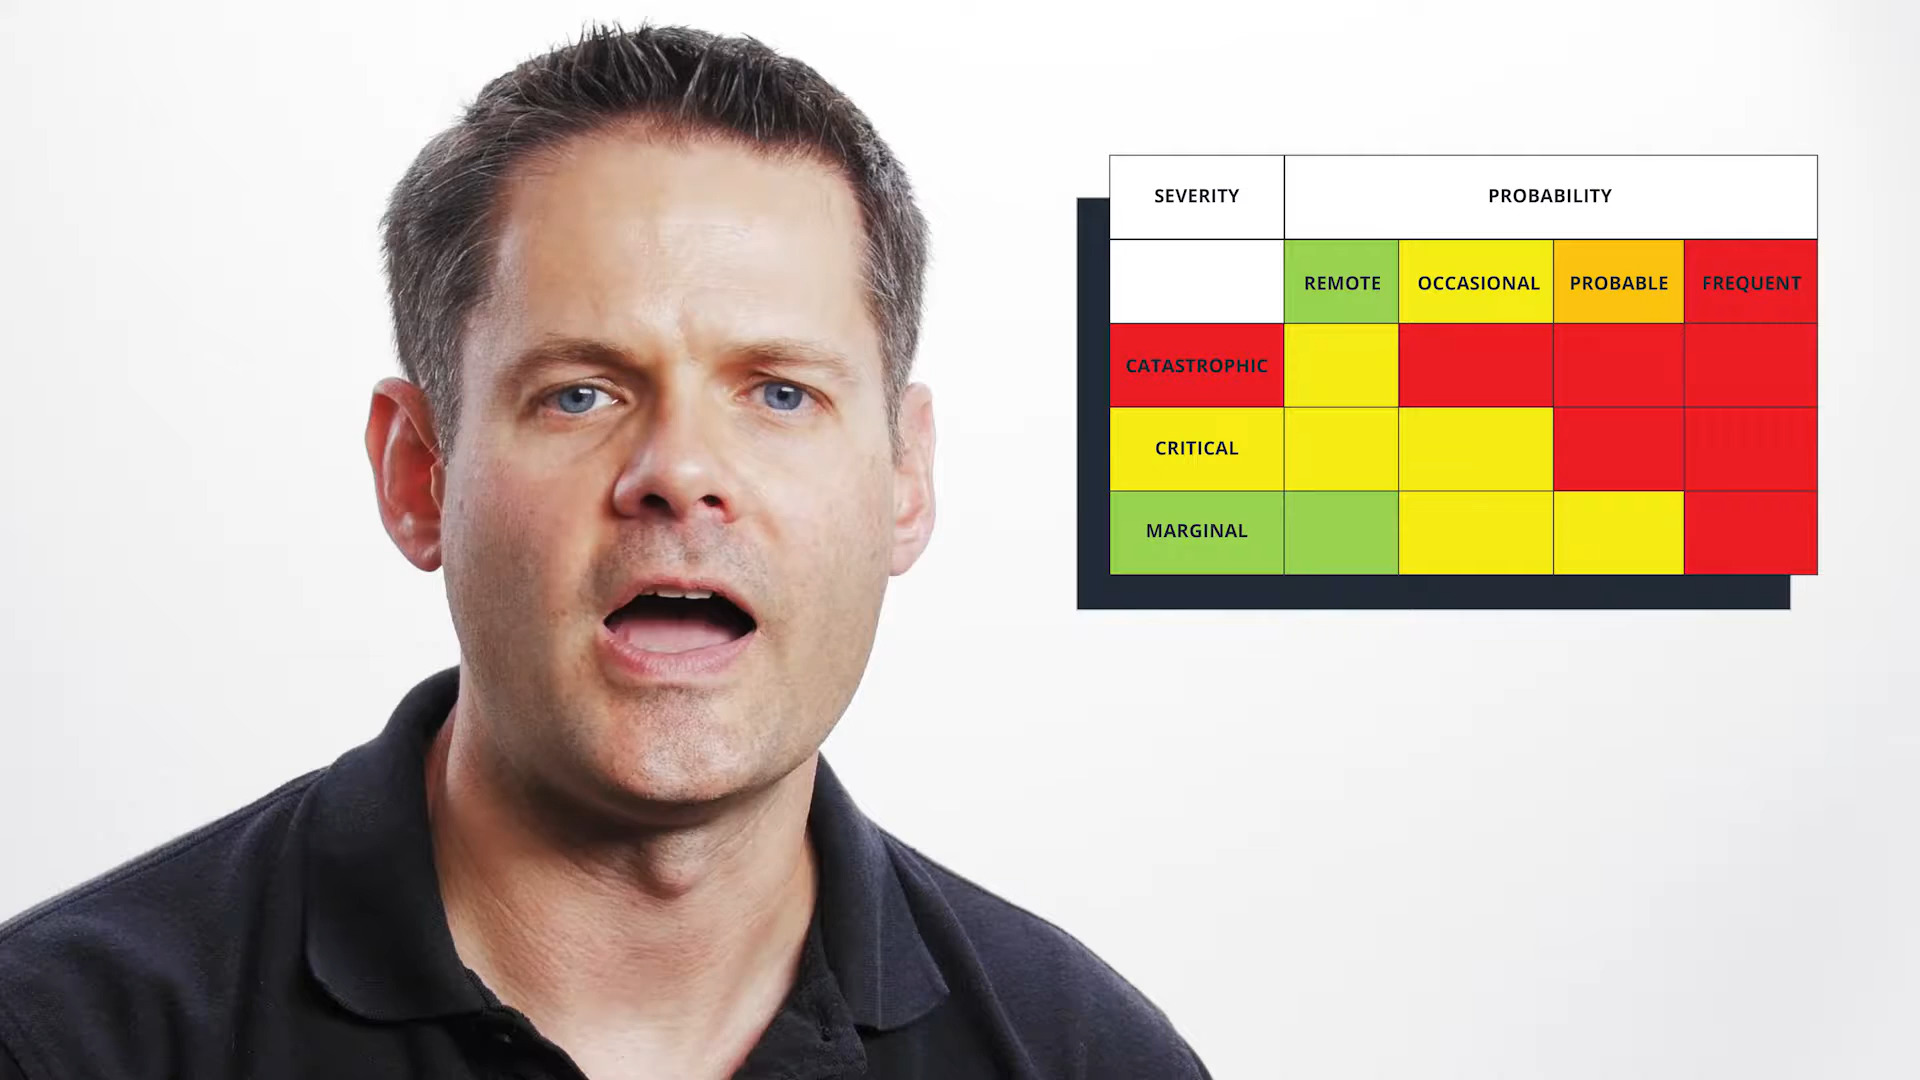 SEVERITY PROBABILITY
REMOTE OCCASIONAL PROBABLE FREQUENT
CATASTROPHIC
CRITICAL
MARGINAL